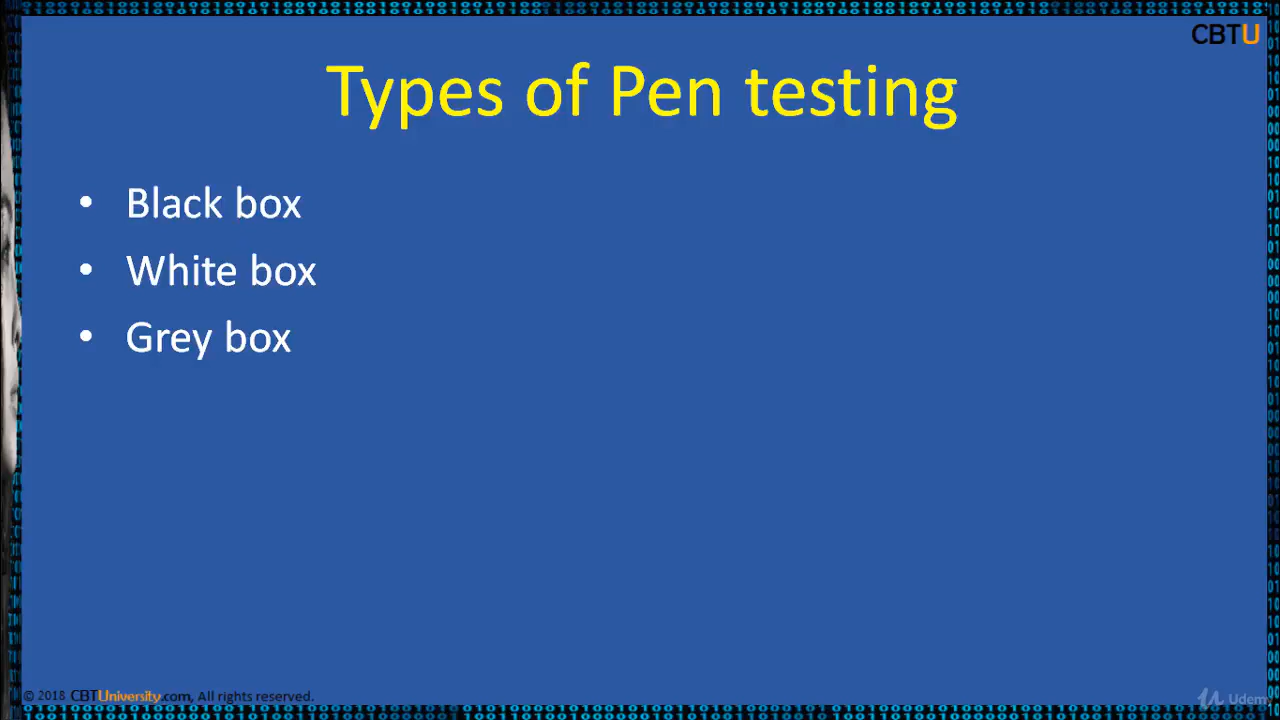 CBTU
Types of Pen testing
• Black box
• White box
• Grey box
© 2018 CBTUniversity.com, All rights reserved.
Udemy